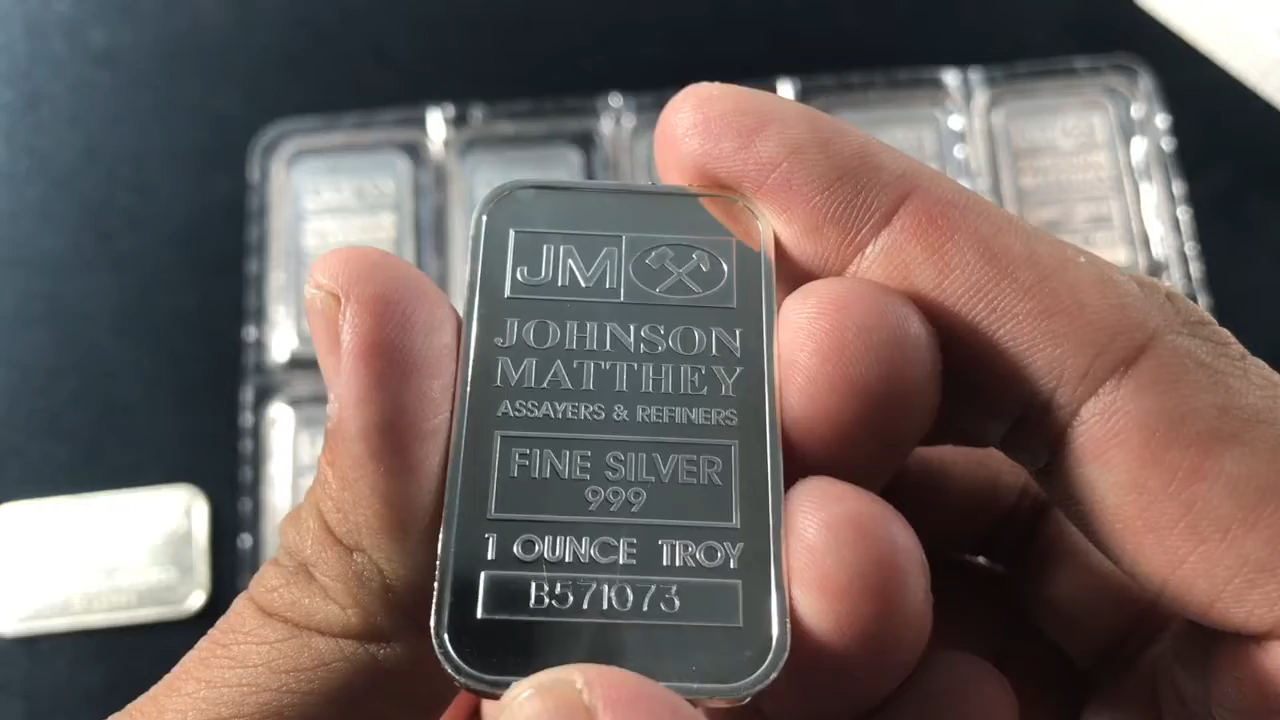 JM
JOHNSON
MATTHEY
ASSAYERS & REFINERS
FINE SILVER
999
1 OUNCE TROY
B571073